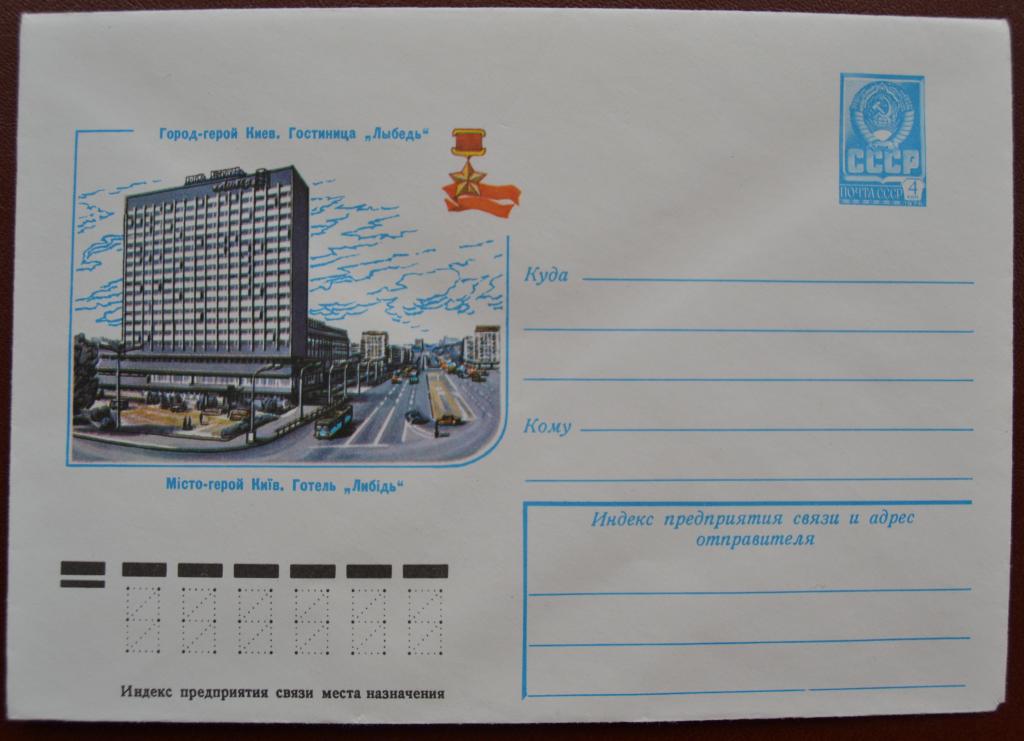 Город-герой Киев. Гостиница „Лыбедь"
Місто-герой Київ. Готель „Либідь"
СССР
ПОЧТА СССР 4
Куда
Кому
Индекс предприятия связи и адрес
отправителя
Индекс предприятия связи места назначения